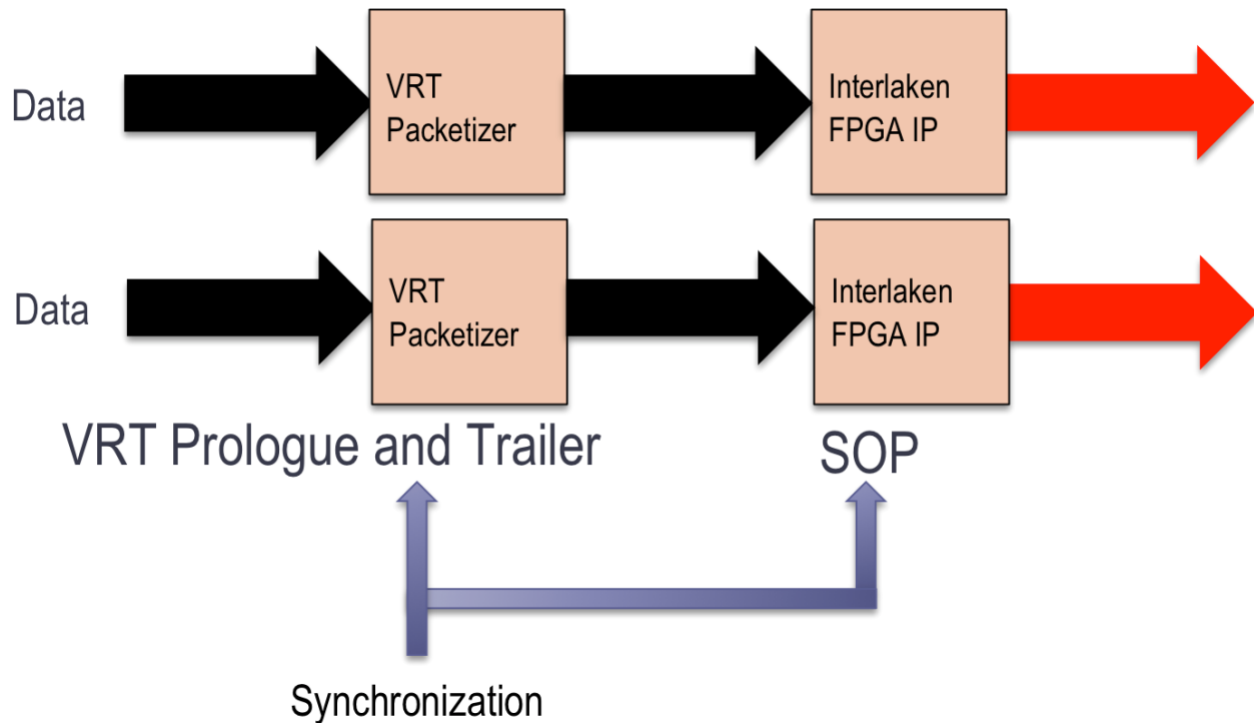 Data
VRT
Packetizer
Interlaken
FPGA IP
Data
VRT
Packetizer
Interlaken
FPGA IP
VRT Prologue and Trailer
SOP
Synchronization